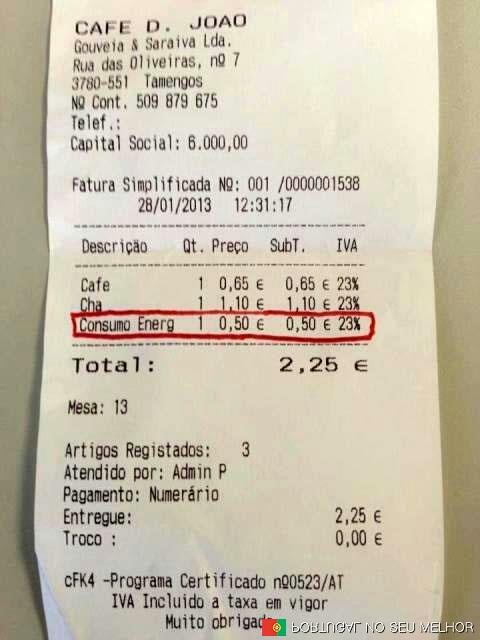 CAFE D. JOAO
Gouveia & Saraiva Lda.
Rua das Oliveiras, nº 7
3780-551 Tamengos
Nº Cont. 509 879 675
Telef.:
Capital Social: 6.000,00
Fatura Simplificada Nº: 001 /0000001538
28/01/2013 12:31:17
Descrição Qt. Preço SubT. IVA
Cafe 1 0,65 € 0,65 € 23%
Cha 1 1,10 € 1,10 € 23%
Consumo Energ 1 0,50 € 0,50 € 23%
Total: 2,25 €
Mesa: 13
Artigos Registados: 3
Atendido por: Admin P
Pagamento: Numerário
Entregue: 2,25 €
Troco : 0,00 €
cFK4 -Programa Certificado nº0523/AT
IVA Incluido a taxa em vigor
Muito obrigado
PORTUGAL NO SEU MELHOR